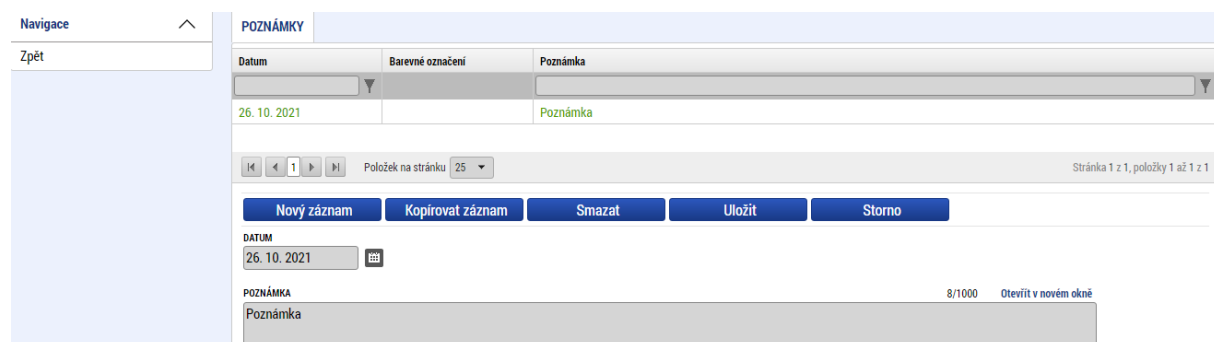 Navigace
Zpět
POZNÁMKY
Datum Barevné označení Poznámka
26. 10. 2021 Poznámka
1 Položek na stránku 25 Stránka 1 z 1, položky 1 až 1 z 1
Nový záznam Kopírovat záznam Smazat Uložit Storno
DATUM
26. 10. 2021
POZNÁMKA 8/1000 Otevřít v novém okně
Poznámka